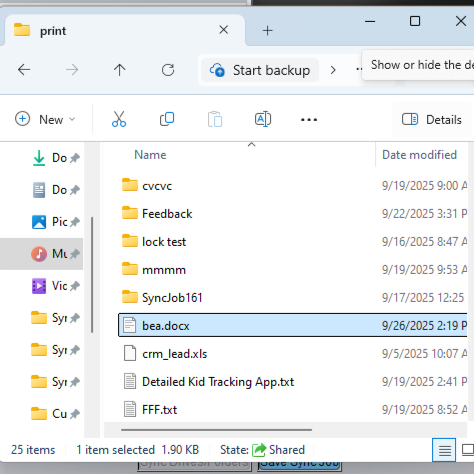 print
Start backup
Show or hide the de
New
Details
Name
Date modified
Do
cvcvc
9/19/2025 9:00 A
Do
Feedback
9/22/2025 3:31 P
Pic
lock test
9/16/2025 8:47 A
Mu
mmmm
9/19/2025 9:53 A
Vic
SyncJob161
9/17/2025 12:25
Syr
bea.docx
9/26/2025 2:19 P
Syr
crm_lead.xls
9/5/2025 10:07 A
Syr
Detailed Kid Tracking App.txt
9/19/2025 2:41 P
Cu
FFF.txt
9/19/2025 8:52 A
25 items
1 item selected 1.90 KB
State: Shared
Sync Drives/Folders
Save Sync Job